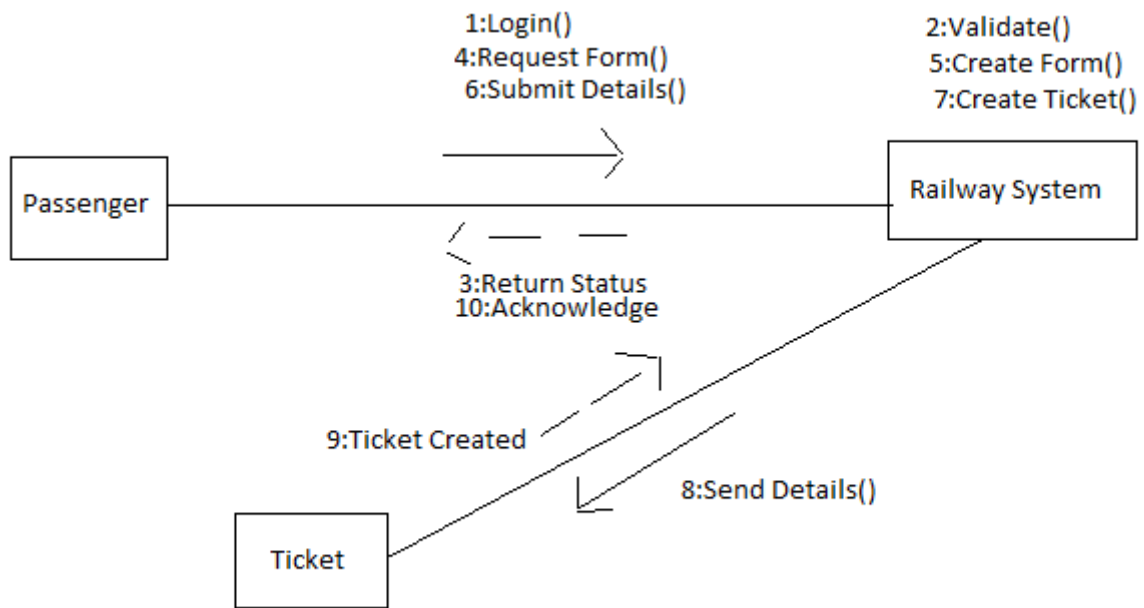 1:Login()
4:Request Form()
6:Submit Details()
2:Validate()
5:Create Form()
7:Create Ticket()
Passenger
Railway System
3:Return Status
10:Acknowledge
9:Ticket Created
8:Send Details()
Ticket